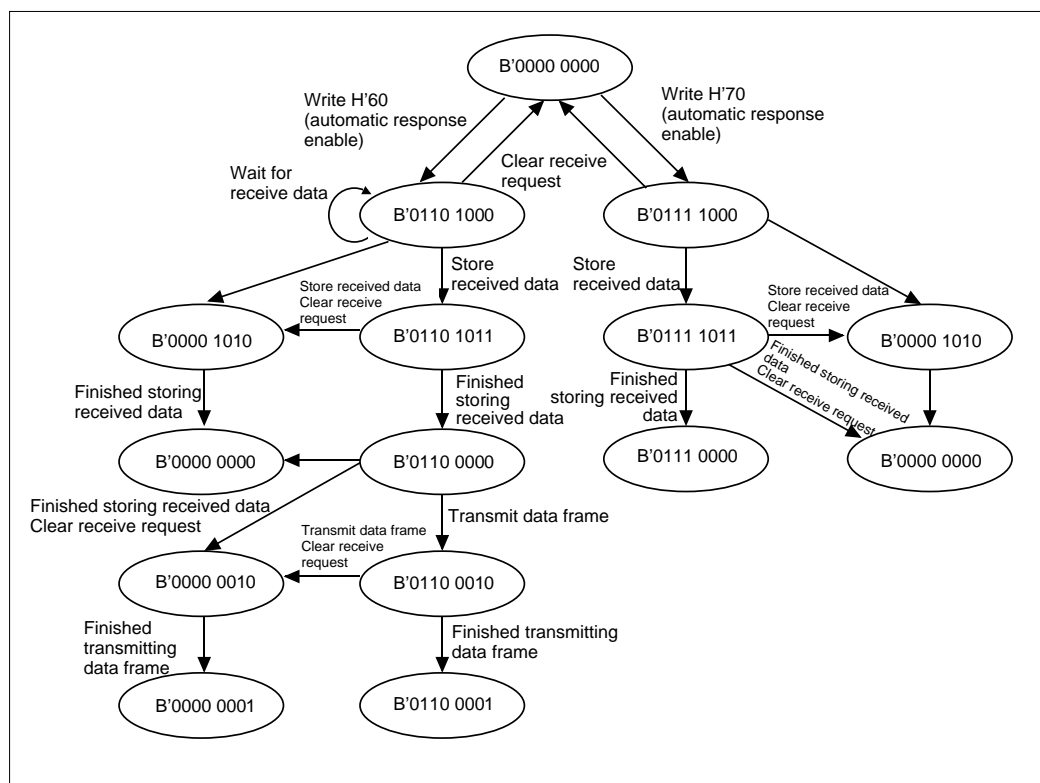 B’0000 0000
Write H’60
(automatic response
enable)
Write H’70
(automatic response
enable)
Clear receive
request
Wait for
receive data
B’0110 1000
B’0111 1000
Store
received data
Store
received data
Store received data
Clear receive
request
Store received data
Clear receive
request
B’0000 1010
B’0110 1011
B’0111 1011
B’0000 1010
Finished storing
received data
Finished
storing
received data
Finished
storing received
data
Finished storing received
data
Clear receive request
B’0000 0000
B’0110 0000
B’0111 0000
B’0000 0000
Finished storing received data
Clear receive request
Transmit data frame
Transmit data frame
Clear receive
request
B’0000 0010
B’0110 0010
Finished
transmitting
data frame
Finished transmitting
data frame
B’0000 0001
B’0110 0001